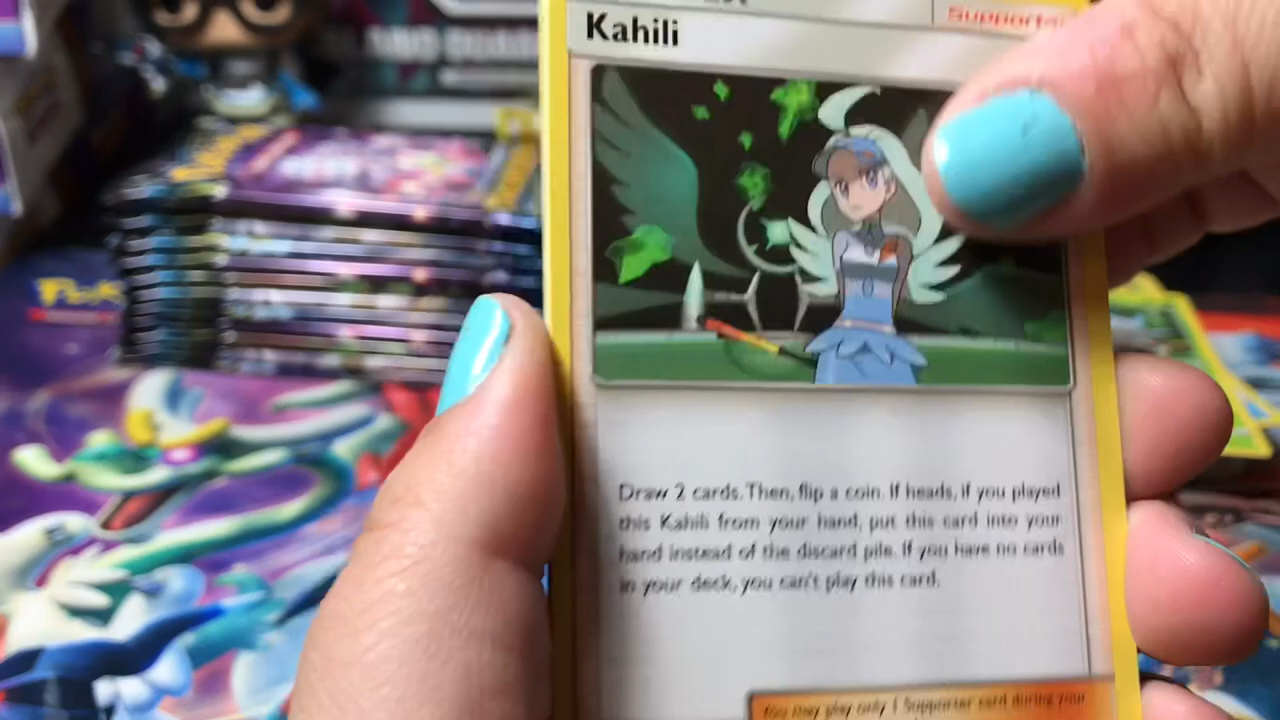 Supporter
Kahili
Draw 2 cards. Then, flip a coin. If heads, if you played
this Kahili from your hand, put this card into your
hand instead of the discard pile. If you have no cards
in your deck, you can't play this card.
You may play only 1 Supporter card during your